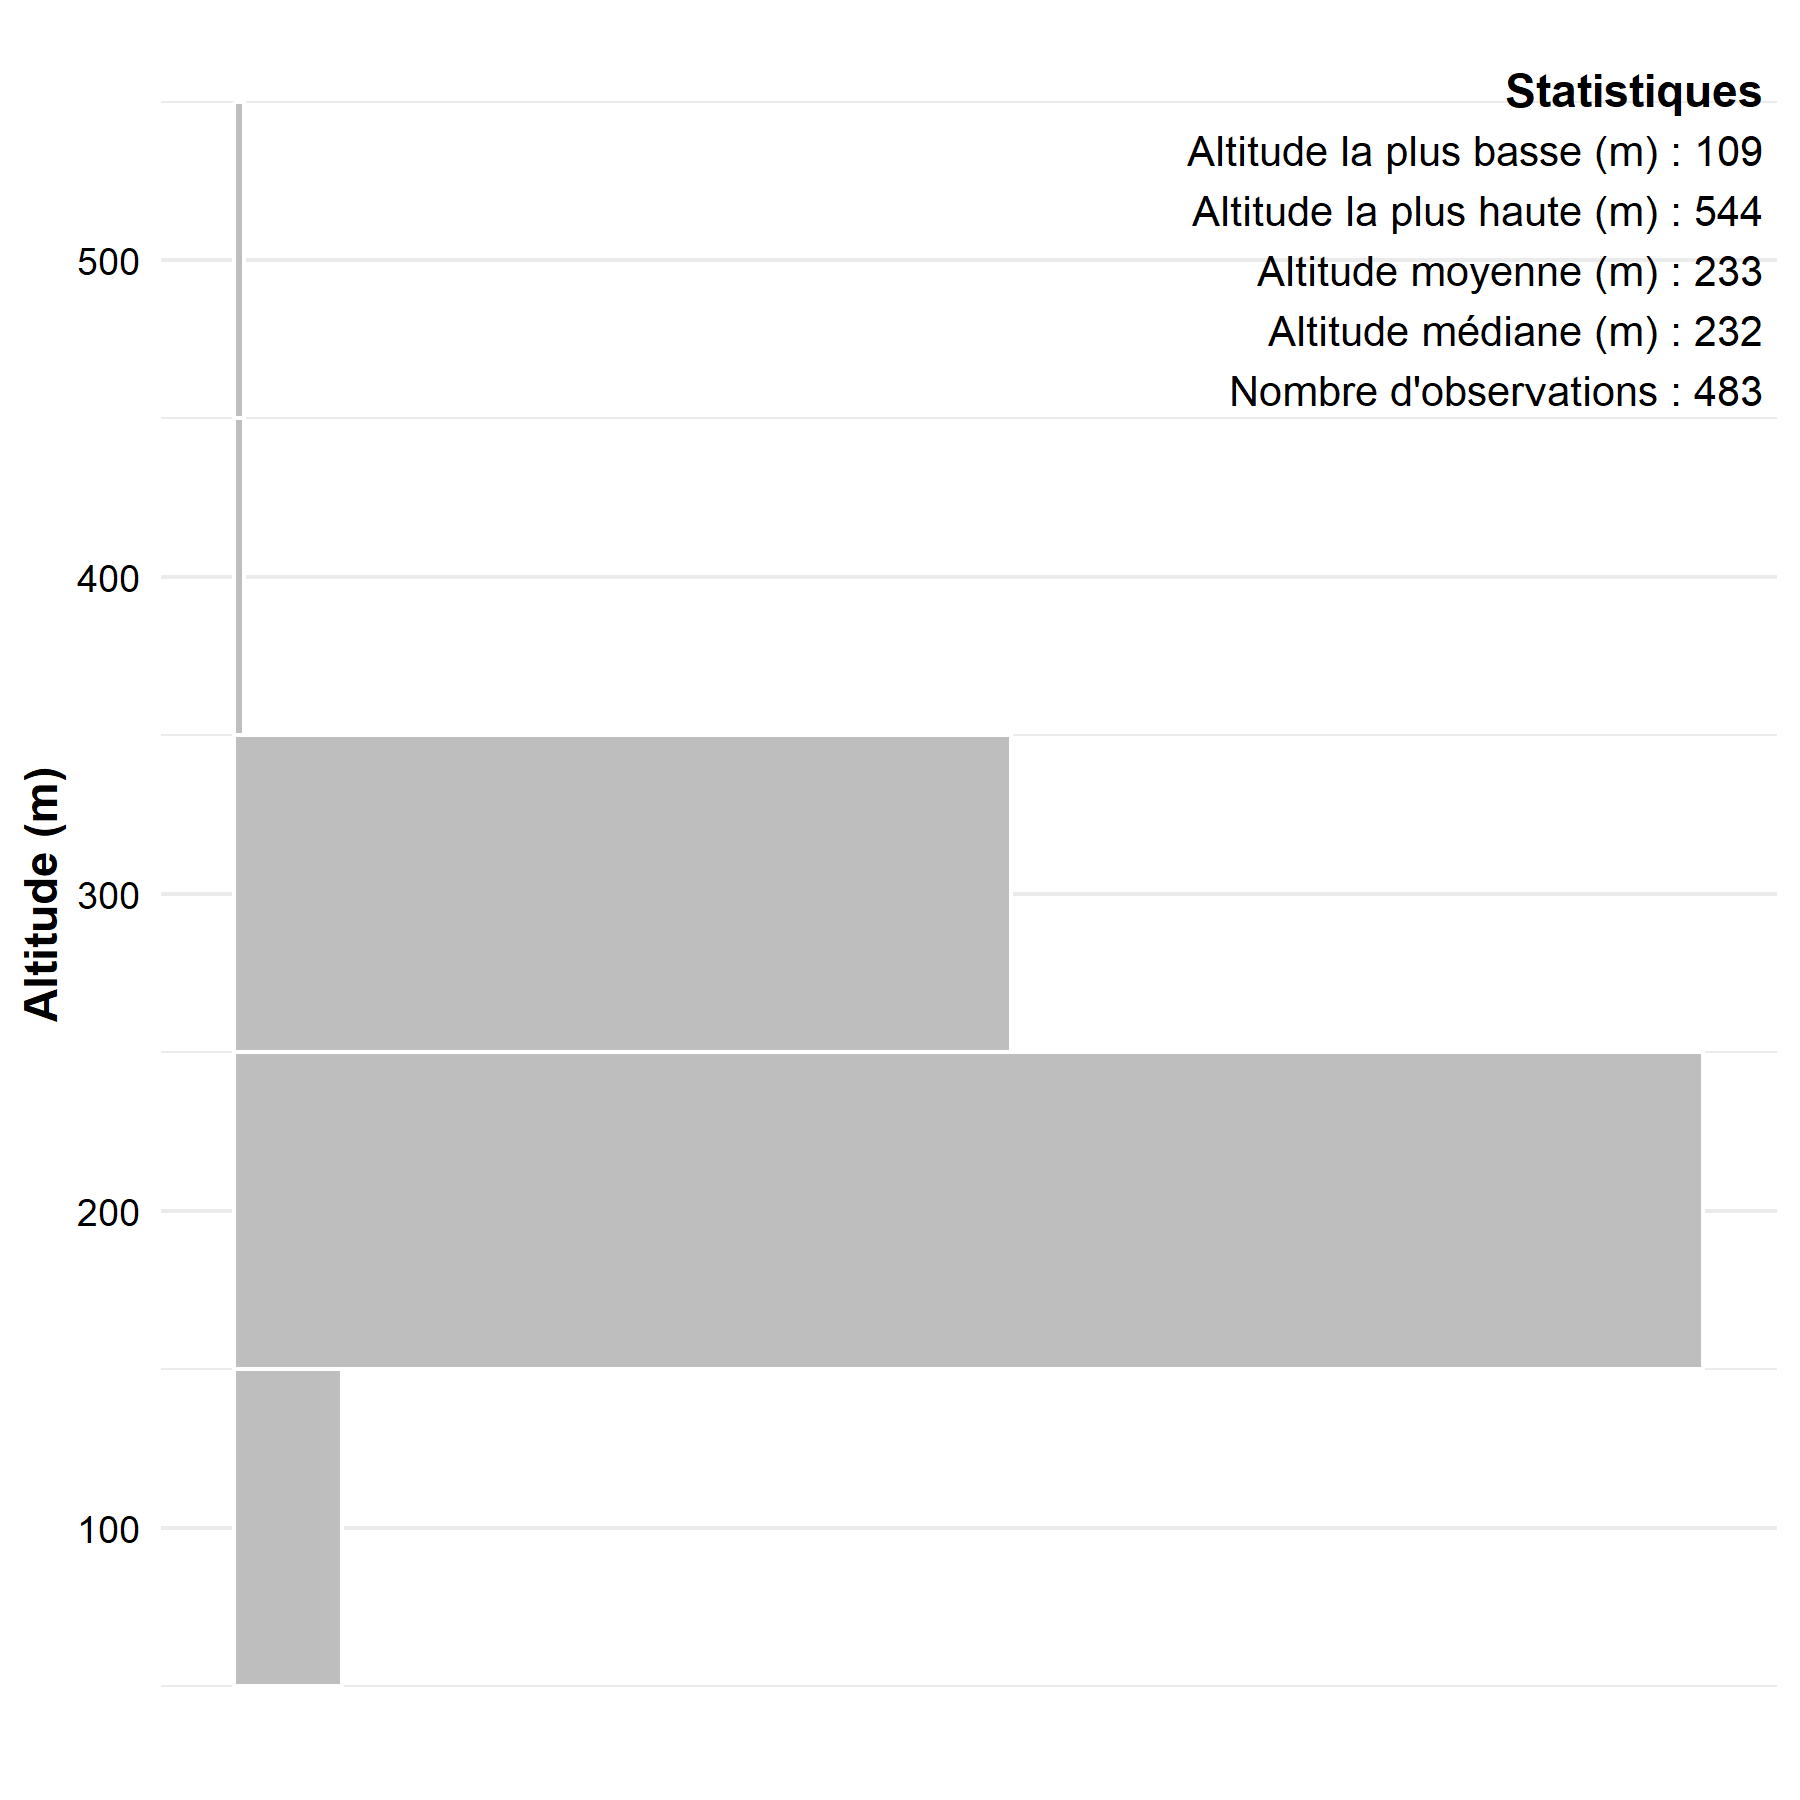 Statistiques
Altitude la plus basse (m) : 109
Altitude la plus haute (m) : 544
Altitude moyenne (m) : 233
Altitude médiane (m) : 232
Nombre d'observations : 483
500
400
300
200
100
Altitude (m)